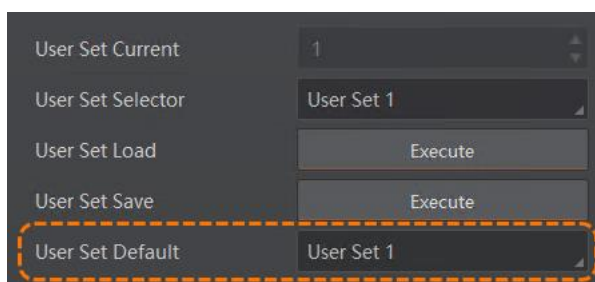 User Set Current 1
User Set Selector User Set 1
User Set Load Execute
User Set Save Execute
User Set Default User Set 1